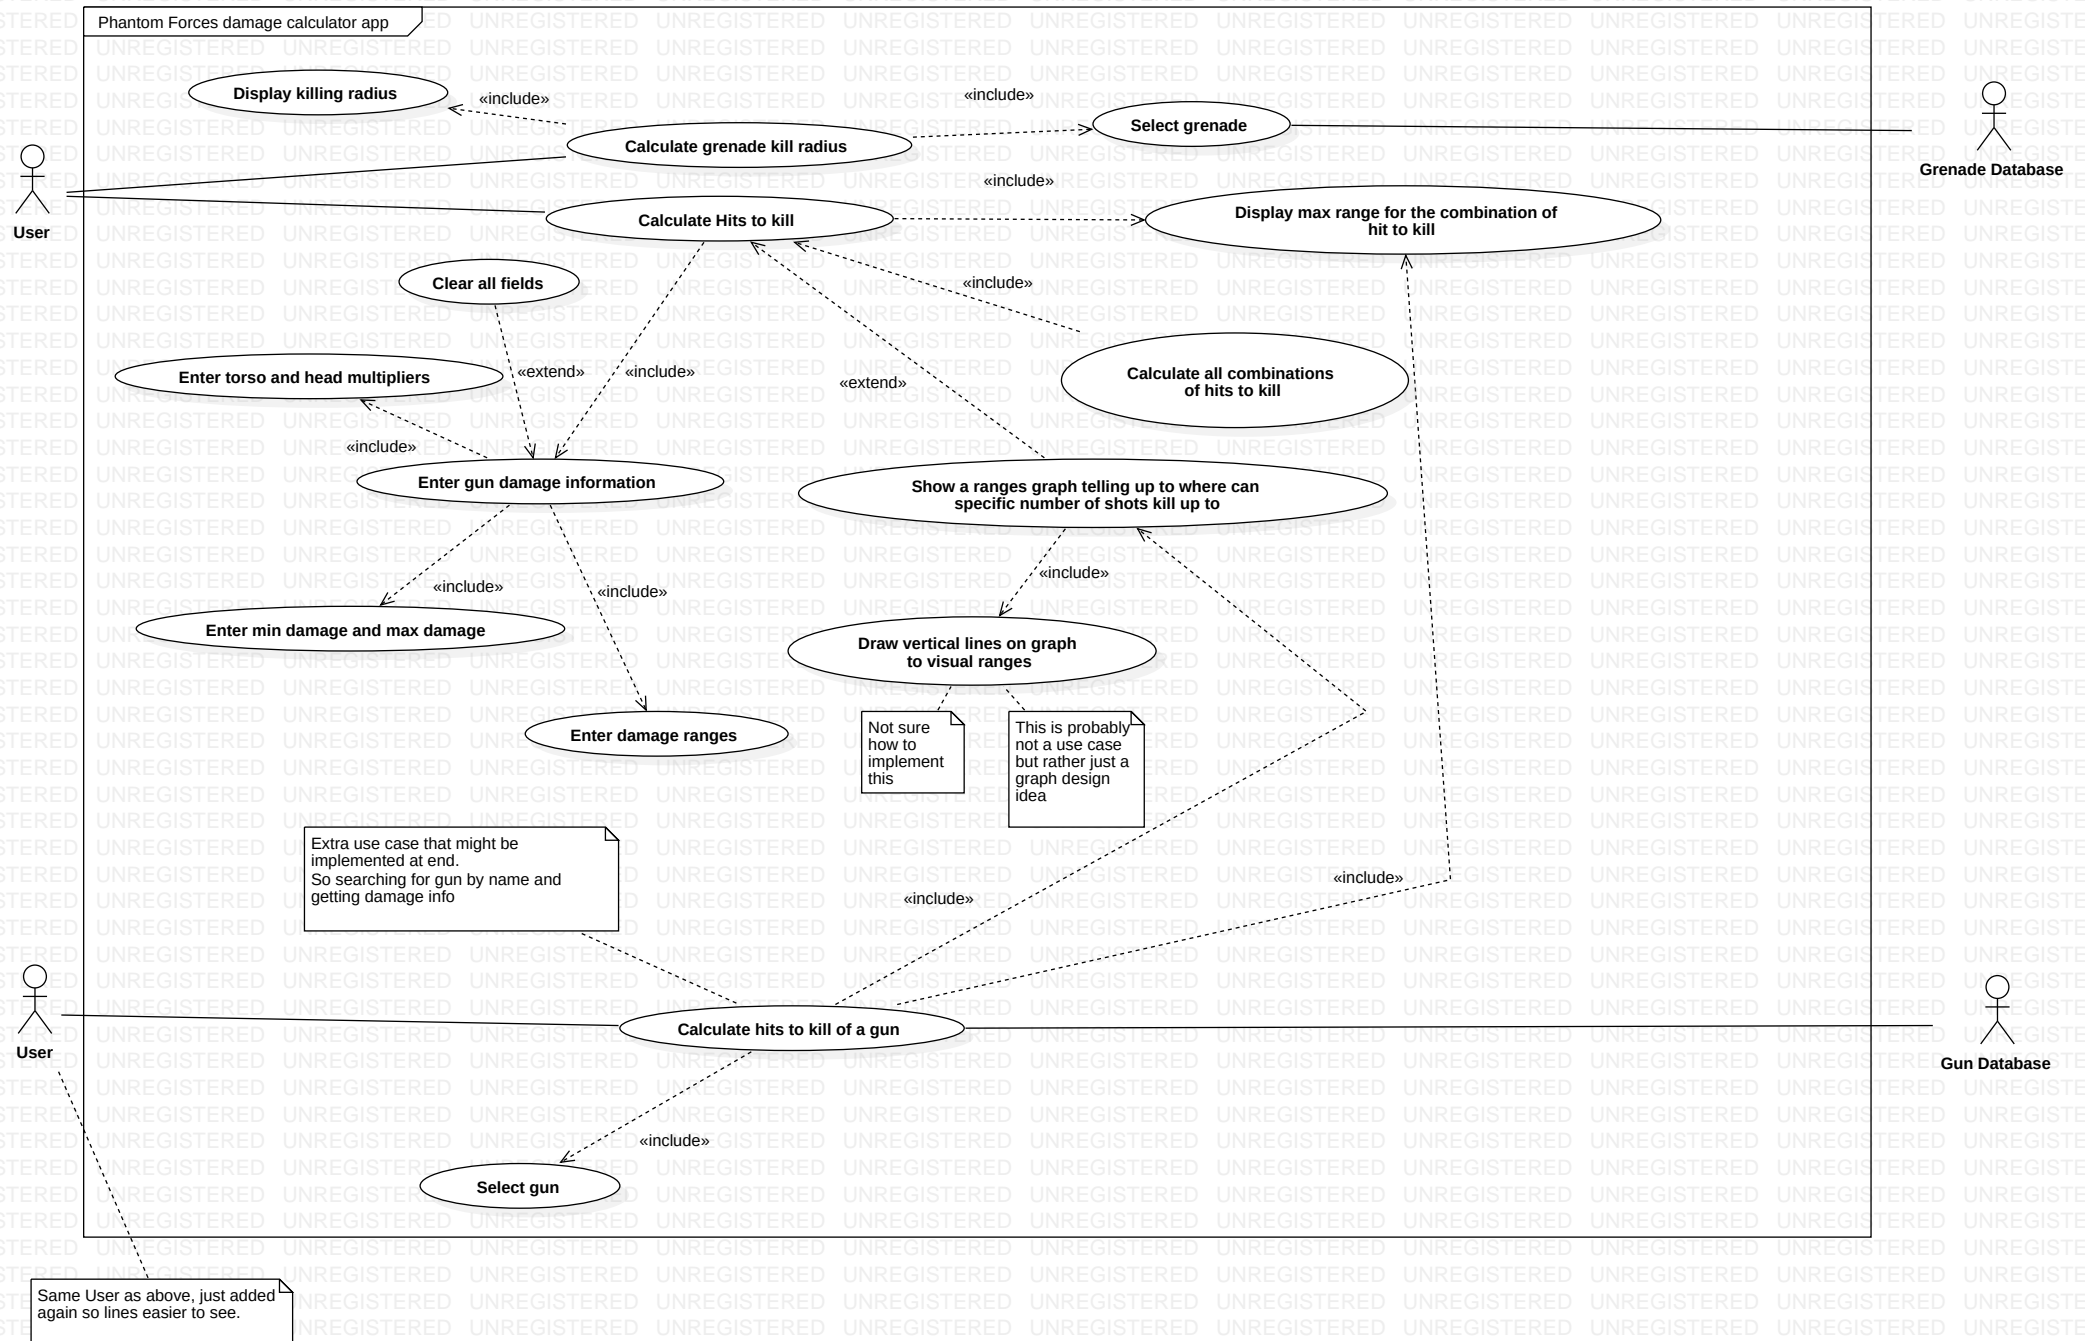 Phantom Forces damage calculator app
Display killing radius
«include»
«include»
Select grenade
Calculate grenade kill radius
Grenade Database
User
«include»
Calculate Hits to kill
Display max range for the combination of
hit to kill
Clear all fields
«include»
Enter torso and head multipliers
«extend»
«include»
«extend»
Calculate all combinations
of hits to kill
«include»
Enter gun damage information
Show a ranges graph telling up to where can
specific number of shots kill up to
«include»
«include»
«include»
Enter min damage and max damage
Draw vertical lines on graph
to visual ranges
Enter damage ranges
Not sure
how to
implement
this
This is probably
not a use case
but rather just a
graph design
idea
Extra use case that might be
implemented at end.
So searching for gun by name and
getting damage info
«include»
«include»
User
Calculate hits to kill of a gun
Gun Database
«include»
Select gun
Same User as above, just added
again so lines easier to see.
UNREGISTERED